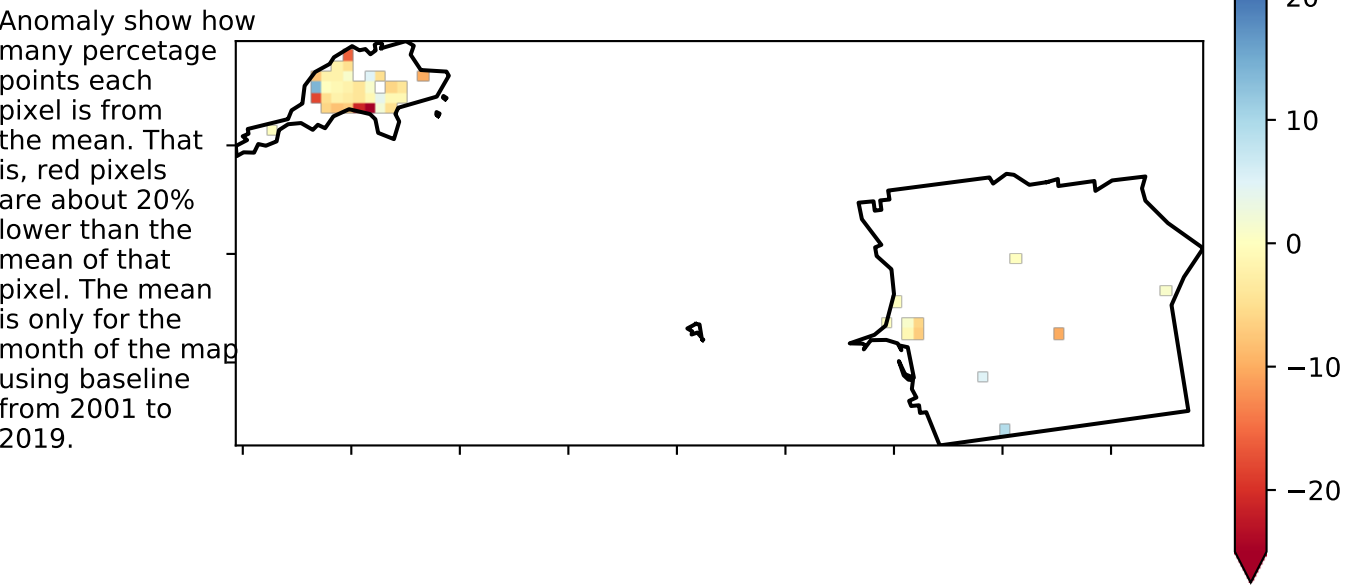 Anomaly show how
many percetage
points each
pixel is from
the mean. That
is, red pixels
are about 20%
lower than the
mean of that
pixel. The mean
is only for the
month of the map
using baseline
from 2001 to
2019.
20
10
0
−10
−20